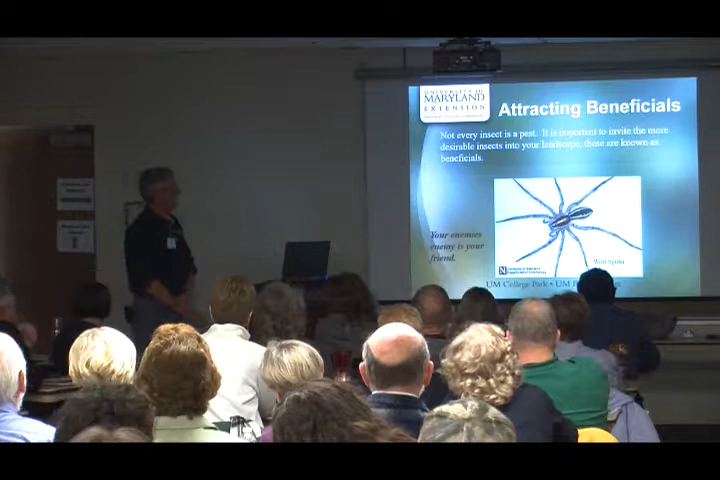 UNIVERSITY OF
MARYLAND
EXTENSION
Attracting Beneficials
Not every insect is a pest. It is important to invite the more
desirable insects into your landscape, these are known as
beneficials.
Your enemies
enemy is your
friend.
Wolf Spider
UM College Park •